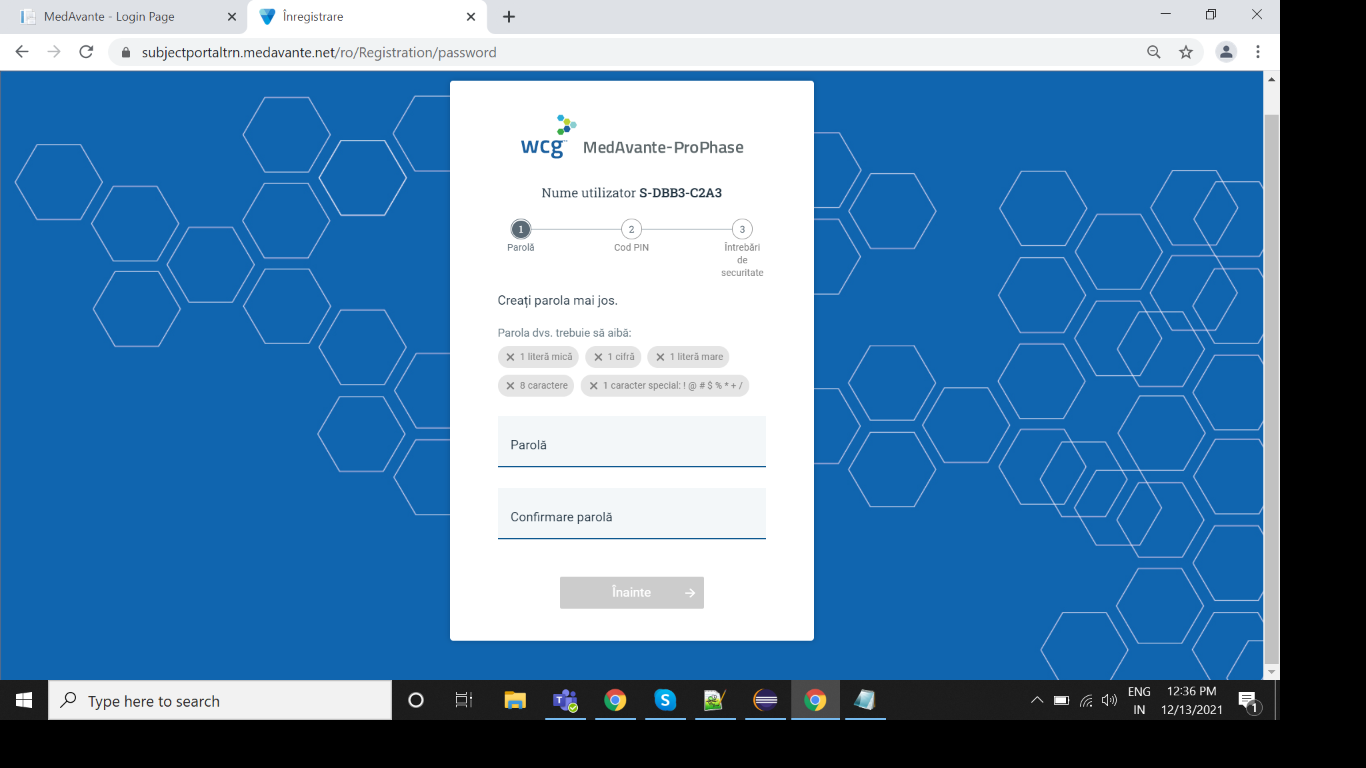 MedAvante - Login Page
Înregistrare
subjectportaltrn.medavante.net/ro/Registration/password
wcg™ MedAvante-ProPhase
Nume utilizator S-DBB3-C2A3
1 2 3
Parolă Cod PIN Întrebări
de
securitate
Creați parola mai jos.
Parola dvs. trebuie să aibă:
1 literă mică 1 cifră 1 literă mare
8 caractere 1 caracter special: ! @ # $ % * + /
Parolă
Confirmare parolă
Înainte
Type here to search
ENG 12:36 PM
IN 12/13/2021
1